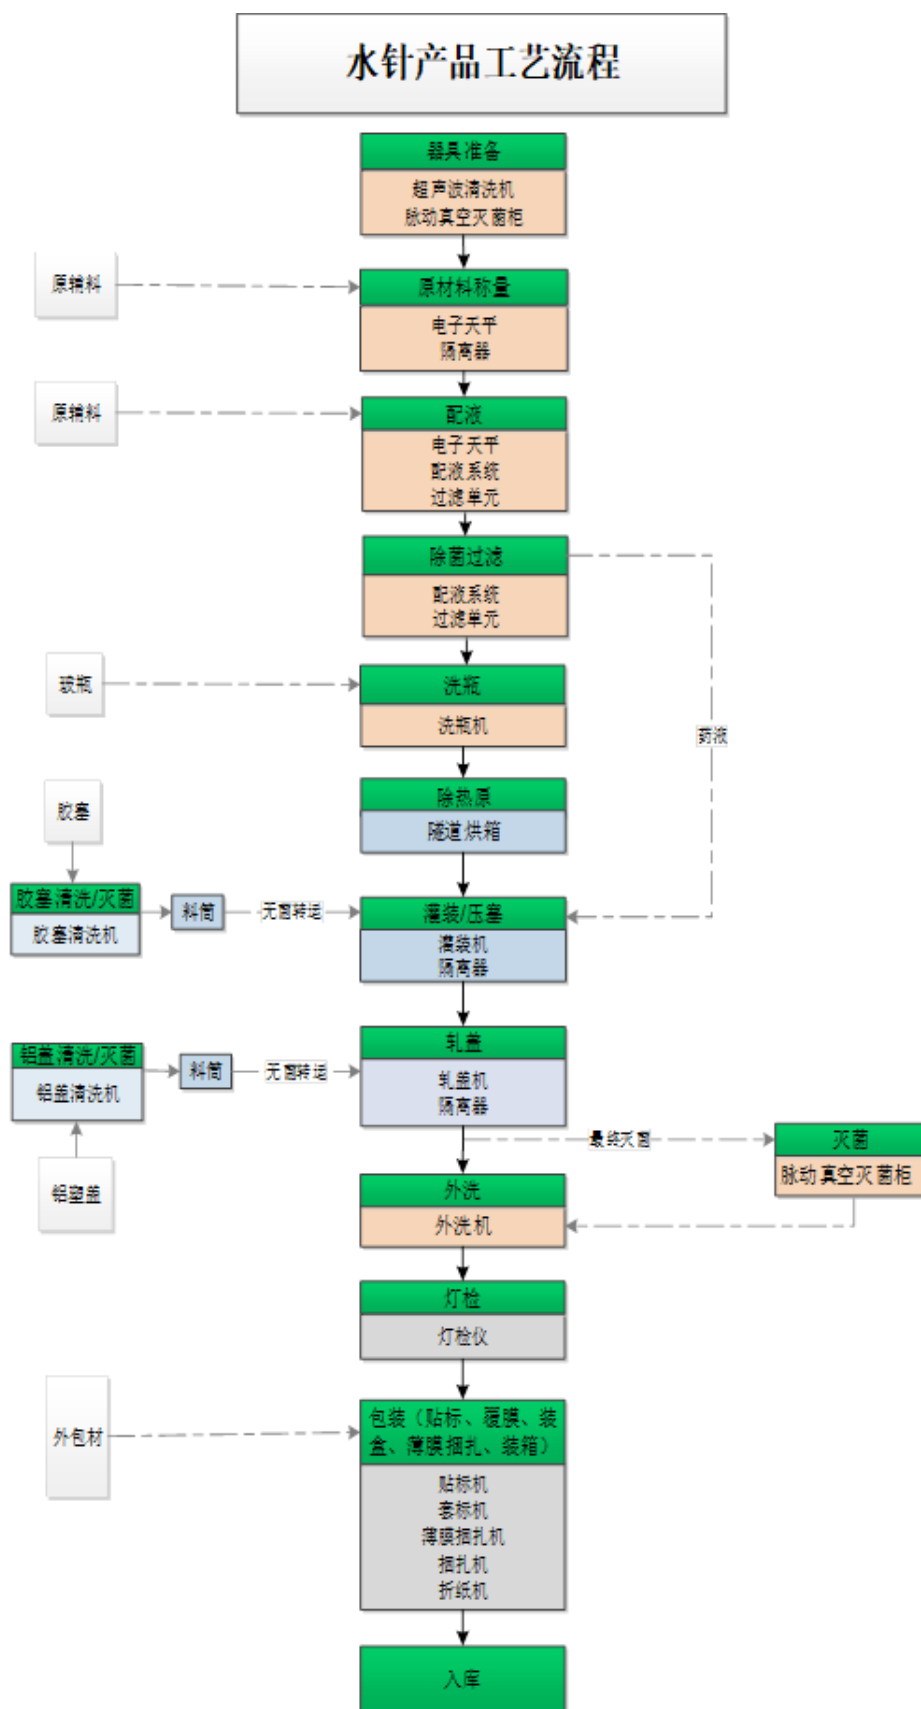 水针产品工艺流程
器具准备
超声波清洗机
脉动真空灭菌柜
原辅料
原材料称量
电子天平
隔离器
原辅料
配液
电子天平
配液系统
过滤单元
除菌过滤
配液系统
过滤单元
玻瓶
洗瓶
洗瓶机
药液
胶塞
除热原
隧道烘箱
胶塞清洗/灭菌
胶塞清洗机
料筒
无菌转运
灌装/压塞
灌装机
隔离器
铝盖清洗/灭菌
铝盖清洗机
料筒
无菌转运
轧盖
轧盖机
隔离器
最终灭菌
灭菌
脉动真空灭菌柜
铝塑盖
外洗
外洗机
灯检
灯检仪
外包材
包装（贴标、覆膜、装
盒、薄膜捆扎、装箱）
贴标机
套标机
薄膜捆扎机
捆扎机
折纸机
入库